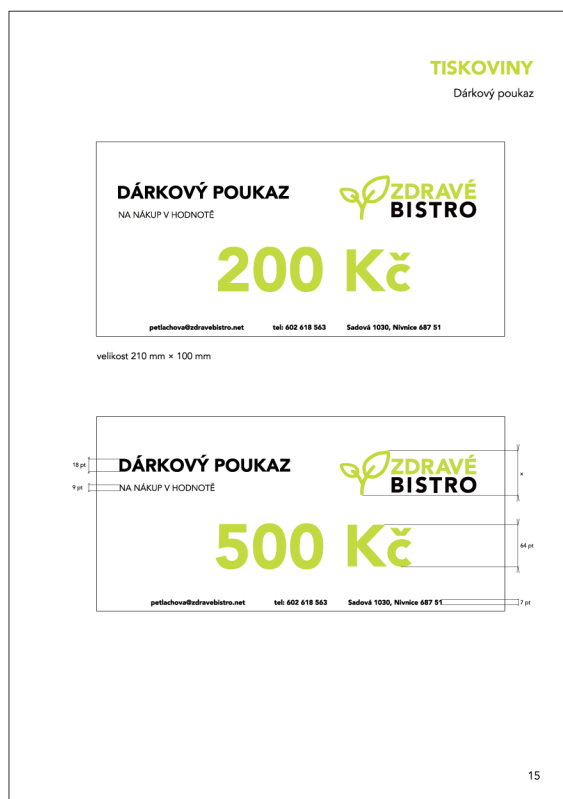 TISKOVINY
Dárkový poukaz
DÁRKOVÝ POUKAZ
NA NÁKUP V HODNOTĚ
ZDRAVÉ
BISTRO
200 Kč
petlachova@zdravebistro.net tel: 602 618 563 Sadová 1030, Nivnice 687 51
velikost 210 mm × 100 mm
18 pt
DÁRKOVÝ POUKAZ
9 pt
NA NÁKUP V HODNOTĚ
ZDRAVÉ
BISTRO
x
500 Kč
64 pt
petlachova@zdravebistro.net tel: 602 618 563 Sadová 1030, Nivnice 687 51
7 pt
15